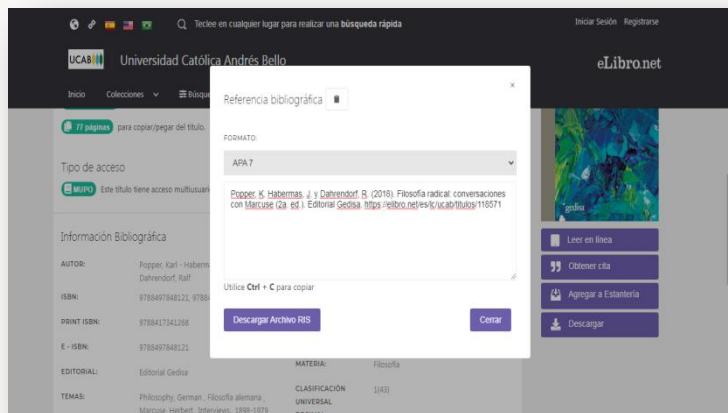 Teclee en cualquier lugar para realizar una búsqueda rápida
Iniciar Sesión Registrarse
UCAB Universidad Católica Andrés Bello
eLibro.net
Inicio Colecciones Búsque
Referencia bibliográfica
×
FORMATO:
APA 7
Popper, K. Habermas, J. y Dahrendorf, R. (2018). Filosofía radical: conversaciones
con Marcuse (2a. ed.). Editorial Gedisa. https://elibro.net/es/lc/ucab/titulos/118571
Utilice Ctrl + C para copiar
Descargar Archivo RIS
Cerrar
77 páginas para copiar/pegar del título.
Tipo de acceso
MUPO Este título tiene acceso multiusuari
Información Bibliográfica
AUTOR: Popper, Karl - Haberma
Dahrendorf, Ralf
ISBN: 9788497848121, 97884
PRINT ISBN: 9788417341268
E - ISBN: 9788497848121
EDITORIAL: Editorial Gedisa
TEMAS: Philosophy, German , Filosofía alemana ,
Marcuse, Herbert , Interviews , 1898-1979
MATERIA: Filosofía
CLASIFICACIÓN 1(43)
UNIVERSAL
gedisa
Leer en línea
Obtener cita
Agregar a Estantería
Descargar